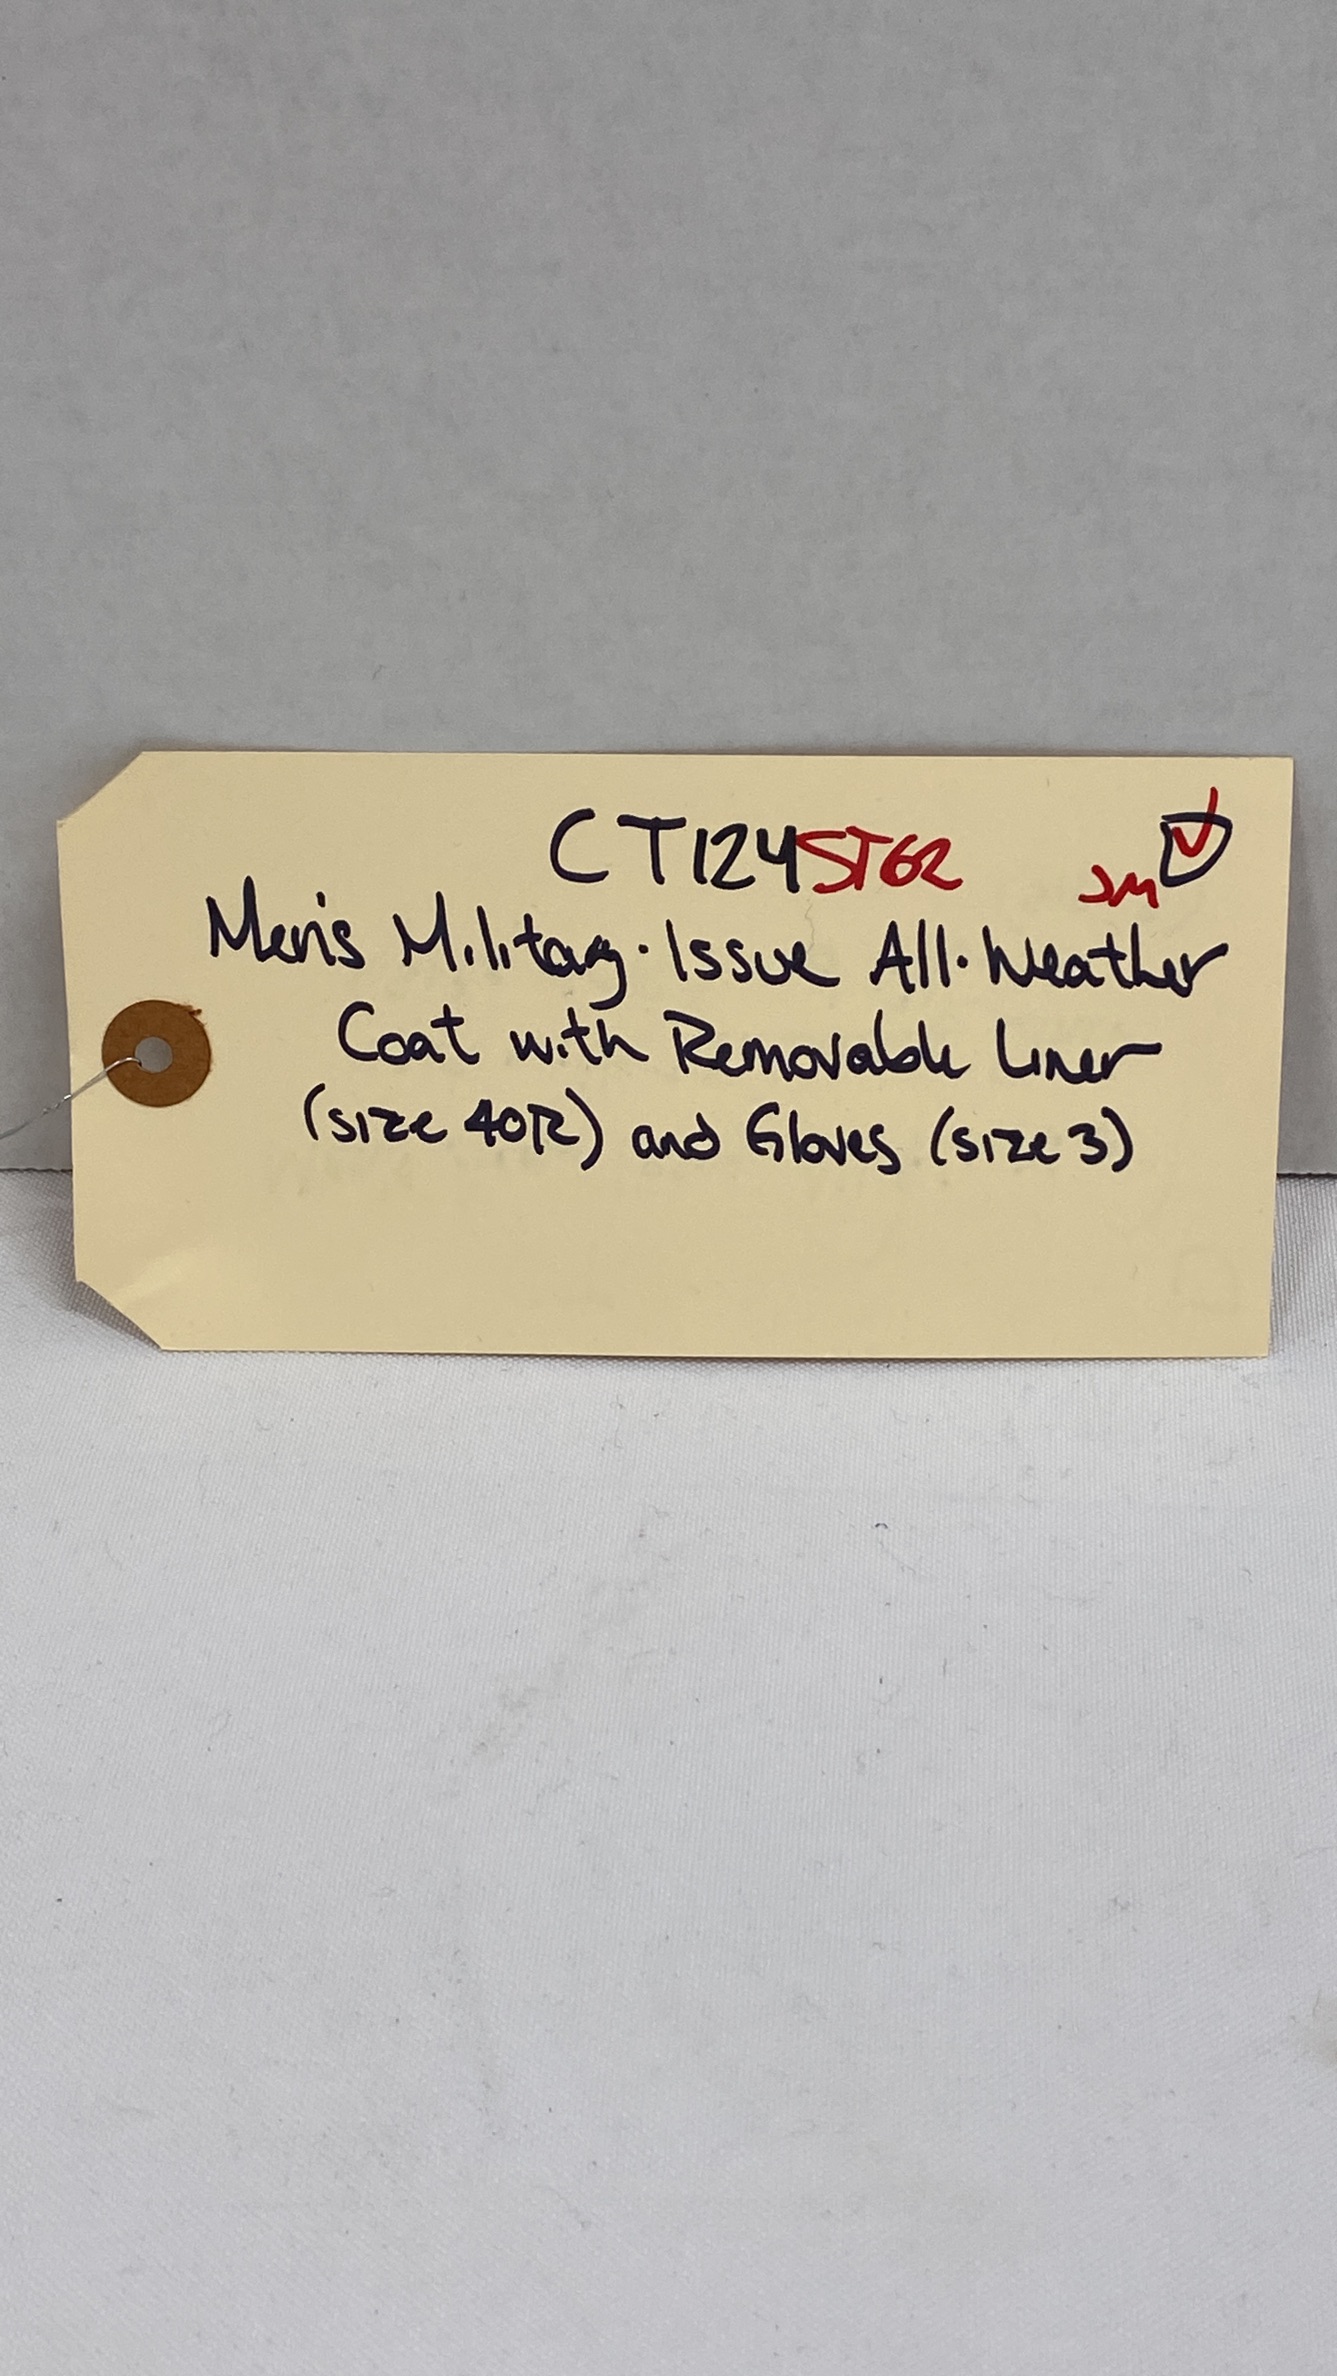 CT124ST62
JM
Men's Military-Issue All-Weather
Coat with Removable Liner
(size 40R) and Gloves (size 3)